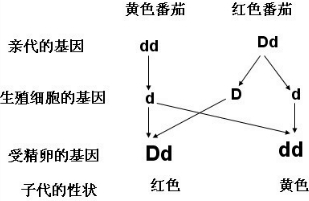 黄色番茄 红色番茄
亲代的基因 dd Dd
生殖细胞的基因 d D d
受精卵的基因 Dd dd
子代的性状 红色 黄色